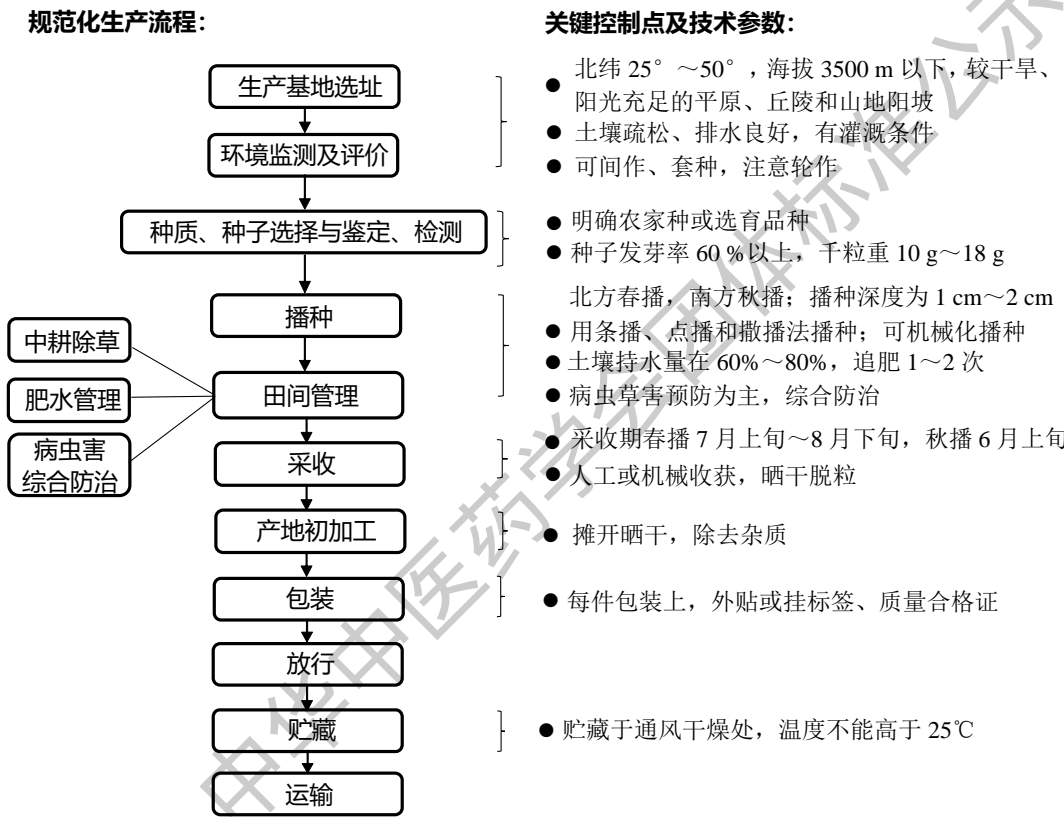 规范化生产流程：
生产基地选址
环境监测及评价
种质、种子选择与鉴定、检测
播种
中耕除草
肥水管理
病虫害
综合防治
田间管理
采收
产地初加工
包装
放行
贮藏
运输
关键控制点及技术参数：
● 北纬 25°～50°，海拔 3500 m 以下，较干旱、
阳光充足的平原、丘陵和山地阳坡
● 土壤疏松、排水良好，有灌溉条件
● 可间作、套种，注意轮作
● 明确农家种或选育品种
● 种子发芽率 60 %以上，千粒重 10 g～18 g
北方春播，南方秋播；播种深度为 1 cm～2 cm
● 用条播、点播和撒播法播种；可机械化播种
● 土壤持水量在 60%～80%，追肥 1～2 次
● 病虫草害预防为主，综合防治
● 采收期春播 7 月上旬～8 月下旬，秋播 6 月上旬
● 人工或机械收获，晒干脱粒
● 摊开晒干，除去杂质
● 每件包装上，外贴或挂标签、质量合格证
● 贮藏于通风干燥处，温度不能高于 25℃
中华中医药学会团体标准公示